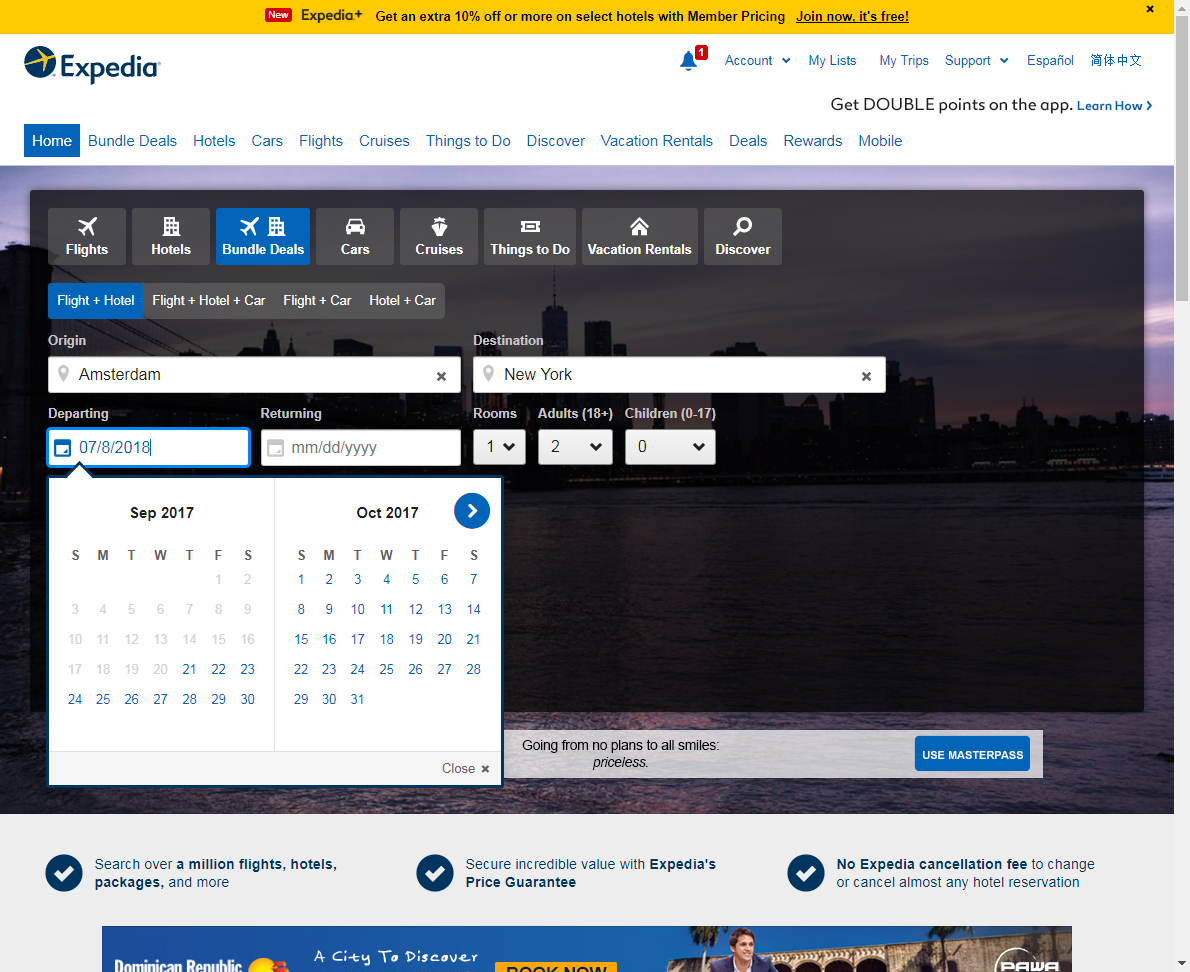 New Expedia+ Get an extra 10% off or more on select hotels with Member Pricing Join now, it's free!
Expedia
1 Account My Lists My Trips Support Español 简体中文
Get DOUBLE points on the app. Learn How
Home Bundle Deals Hotels Cars Flights Cruises Things to Do Discover Vacation Rentals Deals Rewards Mobile
Flights Hotels Bundle Deals Cars Cruises Things to Do Vacation Rentals Discover
Flight + Hotel Flight + Hotel + Car Flight + Car Hotel + Car
Origin Destination
Amsterdam New York
Departing Returning Rooms Adults (18+) Children (0-17)
07/8/2018 mm/dd/yyyy 1 2 0
Sep 2017 Oct 2017
S M T W T F S S M T W T F S
1 2 1 2 3 4 5 6 7
3 4 5 6 7 8 9 8 9 10 11 12 13 14
10 11 12 13 14 15 16 15 16 17 18 19 20 21
17 18 19 20 21 22 23 22 23 24 25 26 27 28
24 25 26 27 28 29 30 29 30 31
Going from no plans to all smiles:
priceless.
USE MASTERPASS
Close
Search over a million flights, hotels,
packages, and more
Secure incredible value with Expedia's
Price Guarantee
No Expedia cancellation fee to change
or cancel almost any hotel reservation
A City To Discover
Dominican Republic
BOOK NOW
PAWA